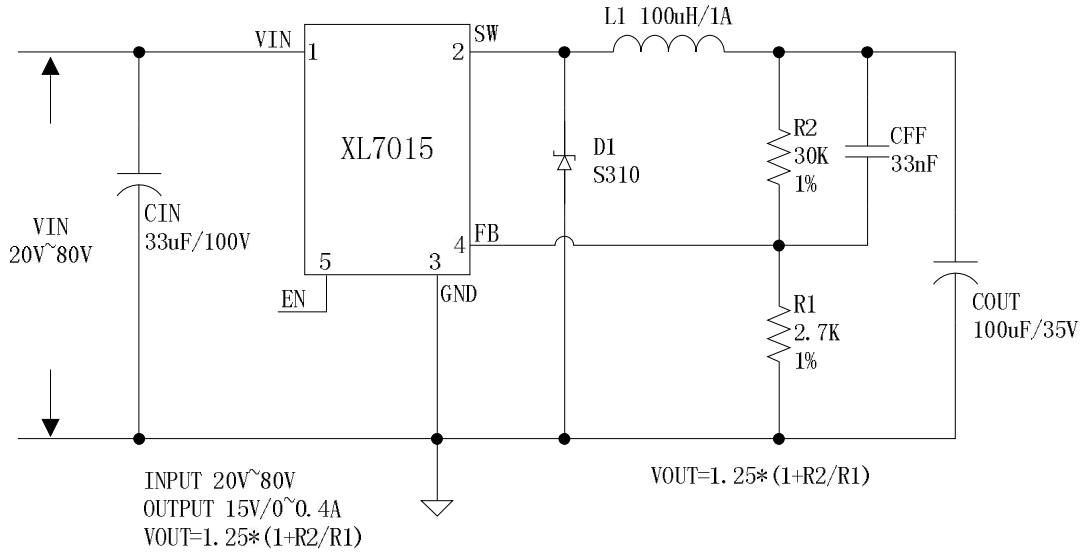 L1 100uH/1A
VIN
1
2
SW
XL7015
R2
30K
1%
CFF
33nF
D1
S310
VIN
20V~80V
CIN
33uF/100V
4
FB
5
3
EN
GND
R1
2.7K
1%
COUT
100uF/35V
INPUT 20V~80V
OUTPUT 15V/0~0.4A
VOUT=1.25*(1+R2/R1)
VOUT=1.25*(1+R2/R1)